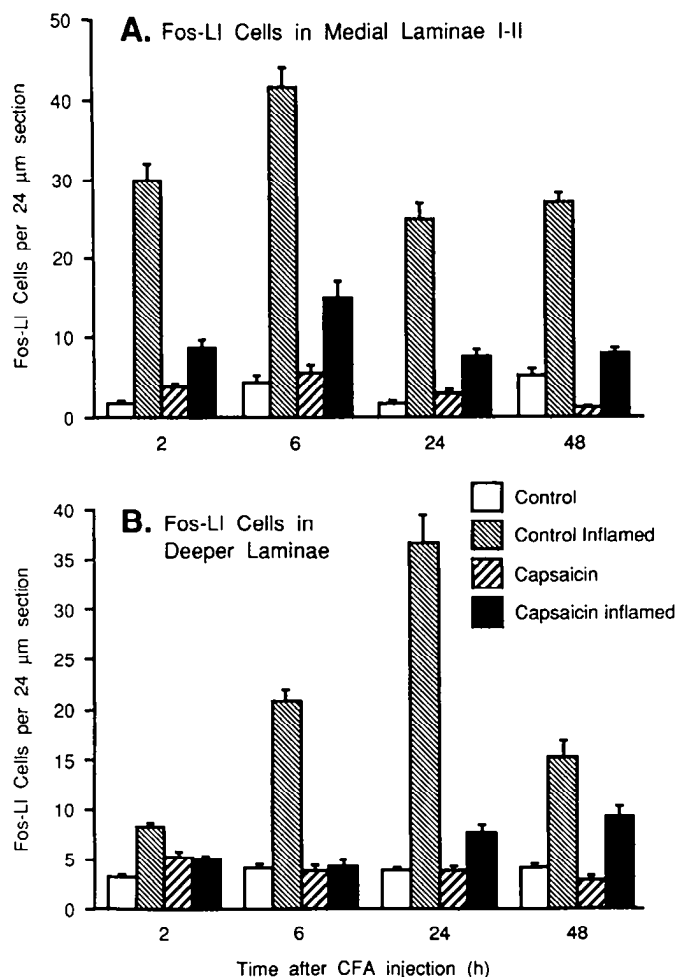 A. Fos-LI Cells in Medial Laminae I-II
Fos-LI Cells per 24 μm section
50
40
30
20
10
0
2 6 24 48
B. Fos-LI Cells in
Deeper Laminae
Control
Control Inflamed
Capsaicin
Capsaicin inflamed
Fos-LI Cells per 24 μm section
40
35
30
25
20
15
10
5
0
2 6 24 48
Time after CFA injection (h)